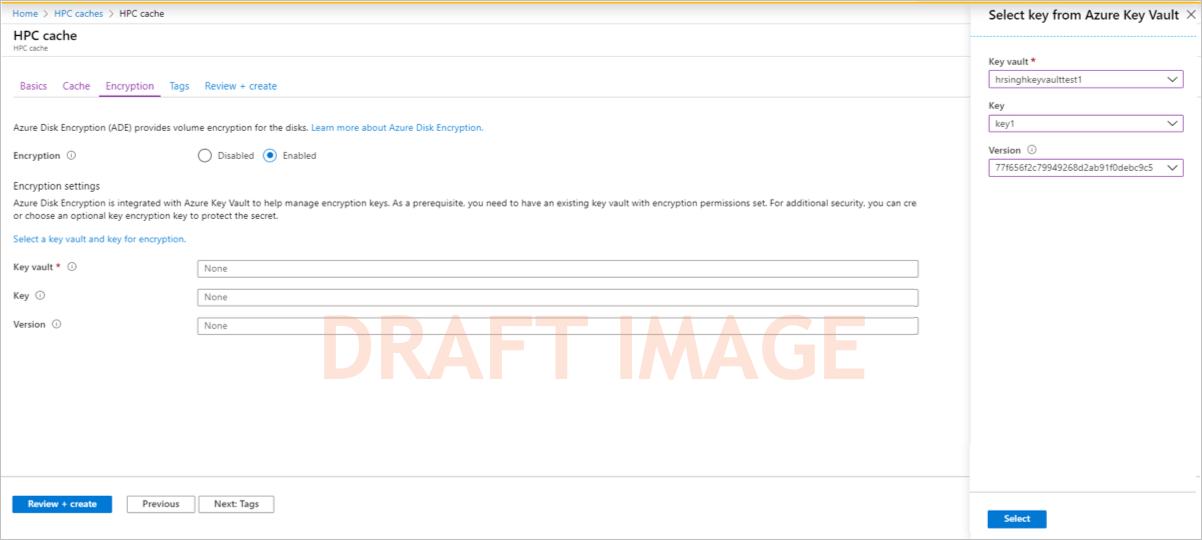 Home > HPC caches > HPC cache
HPC cache
HPC cache
Basics Cache Encryption Tags Review + create
Azure Disk Encryption (ADE) provides volume encryption for the disks. Learn more about Azure Disk Encryption.
Encryption Disabled Enabled
Encryption settings
Azure Disk Encryption is integrated with Azure Key Vault to help manage encryption keys. As a prerequisite, you need to have an existing key vault with encryption permissions set. For additional security, you can cre
or choose an optional key encryption key to protect the secret.
Select a key vault and key for encryption.
Key vault * None
Key None
Version None
DRAFT IMAGE
Review + create Previous Next: Tags
Select key from Azure Key Vault
Key vault *
hrsinghkeyvaulttest1
Key
key1
Version
77f656f2c79949268d2ab91f0debc9c5
Select